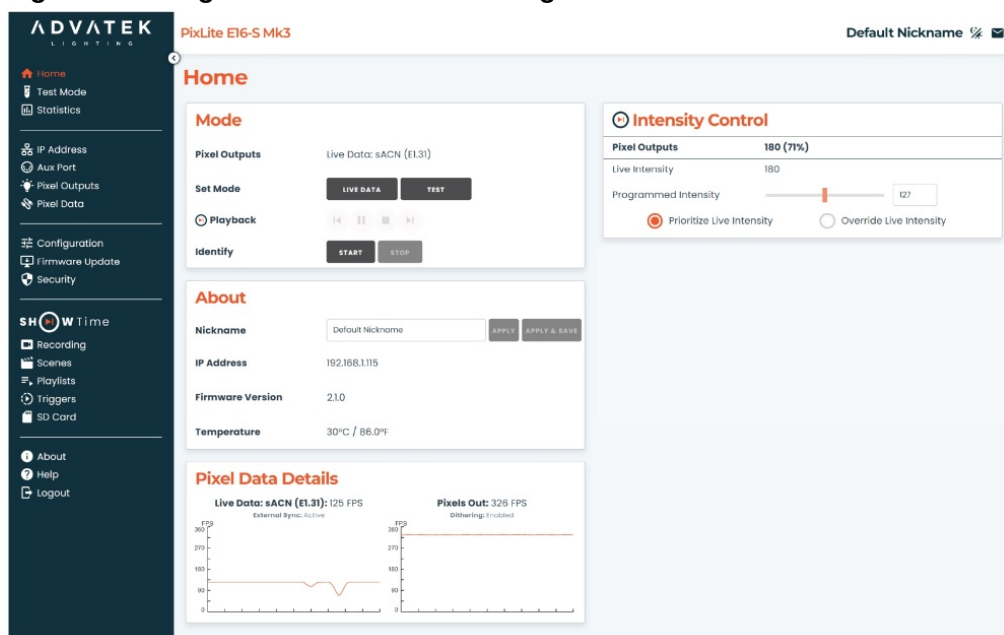 ADVATEK
LIGHTING
Home
Test Mode
Statistics
IP Address
Aux Port
Pixel Outputs
Pixel Data
Configuration
Firmware Update
Security
SHOWTime
Recording
Scenes
Playlists
Triggers
SD Card
About
Help
Logout
PixLite E16-S Mk3
Default Nickname
Home
Mode
Pixel Outputs Live Data: sACN (E1.31)
Set Mode LIVE DATA TEST
Playback
Identify START STOP
About
Nickname Default Nickname APPLY APPLY & SAVE
IP Address 192.168.1.115
Firmware Version 2.1.0
Temperature 30°C / 86.0°F
Pixel Data Details
Live Data: sACN (E1.31): 125 FPS
External Sync: Active
FPS
360
270
180
90
0
Pixels Out: 326 FPS
Dithering: Enabled
FPS
360
270
180
90
0
Intensity Control
Pixel Outputs 180 (71%)
Live Intensity 180
Programmed Intensity 127
Prioritize Live Intensity Override Live Intensity